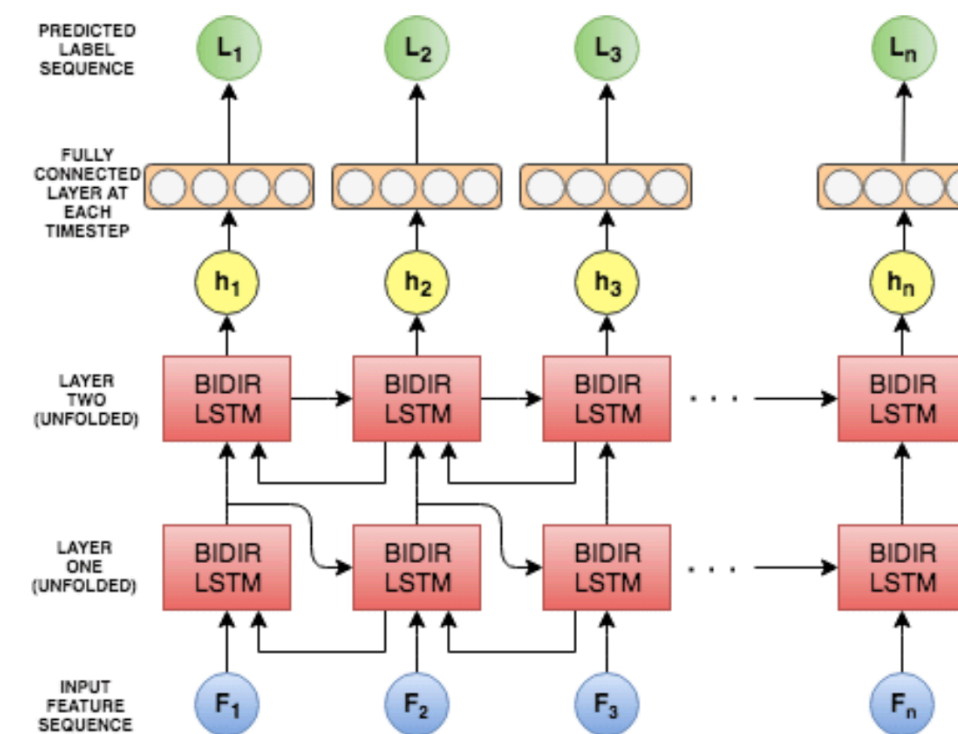 PREDICTED
LABEL
SEQUENCE
L1 L2 L3 Ln
FULLY
CONNECTED
LAYER AT
EACH
TIMESTEP
h1 h2 h3 hn
LAYER
TWO
(UNFOLDED)
BIDIR BIDIR BIDIR . . . BIDIR
LSTM LSTM LSTM LSTM
LAYER
ONE
(UNFOLDED)
BIDIR BIDIR BIDIR . . . BIDIR
LSTM LSTM LSTM LSTM
INPUT
FEATURE
SEQUENCE
F1 F2 F3 Fn